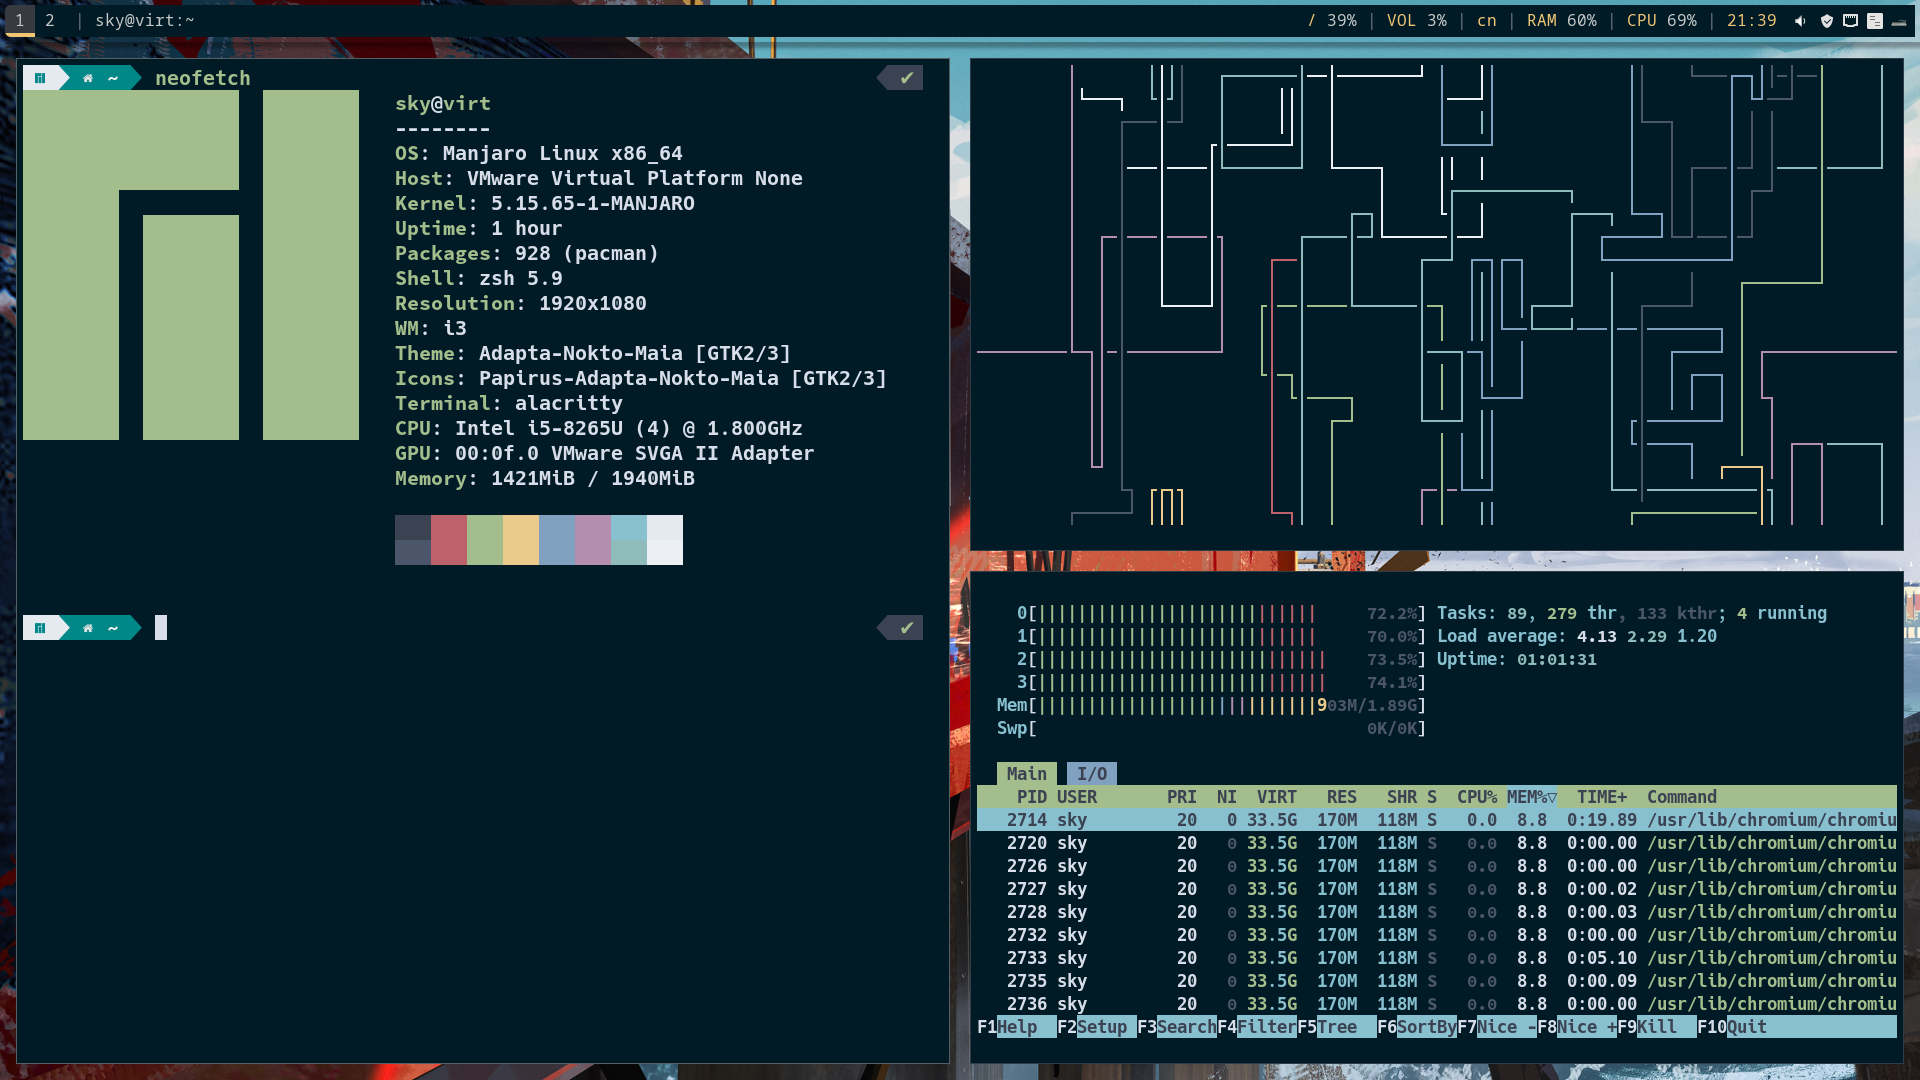 1 2 | sky@virt:~
/ 39% | VOL 3% | cn | RAM 60% | CPU 69% | 21:39
~ neofetch ✔
sky@virt
--------
OS: Manjaro Linux x86_64
Host: VMware Virtual Platform None
Kernel: 5.15.65-1-MANJARO
Uptime: 1 hour
Packages: 928 (pacman)
Shell: zsh 5.9
Resolution: 1920x1080
WM: i3
Theme: Adapta-Nokto-Maia [GTK2/3]
Icons: Papirus-Adapta-Nokto-Maia [GTK2/3]
Terminal: alacritty
CPU: Intel i5-8265U (4) @ 1.800GHz
GPU: 00:0f.0 VMware SVGA II Adapter
Memory: 1421MiB / 1940MiB
~ ✔
0[|||||||||||||||||||||||||||| 72.2%] Tasks: 89, 279 thr, 133 kthr; 4 running
1[|||||||||||||||||||||||||||| 70.0%] Load average: 4.13 2.29 1.20
2[||||||||||||||||||||||||||||| 73.5%] Uptime: 01:01:31
3[||||||||||||||||||||||||||||| 74.1%]
Mem[||||||||||||||||||||||||||||903M/1.89G]
Swp[ 0K/0K]
Main I/O
PID USER PRI NI VIRT RES SHR S CPU% MEM%▽ TIME+ Command
2714 sky 20 0 33.5G 170M 118M S 0.0 8.8 0:19.89 /usr/lib/chromium/chromiu
2720 sky 20 0 33.5G 170M 118M S 0.0 8.8 0:00.00 /usr/lib/chromium/chromiu
2726 sky 20 0 33.5G 170M 118M S 0.0 8.8 0:00.00 /usr/lib/chromium/chromiu
2727 sky 20 0 33.5G 170M 118M S 0.0 8.8 0:00.02 /usr/lib/chromium/chromiu
2728 sky 20 0 33.5G 170M 118M S 0.0 8.8 0:00.03 /usr/lib/chromium/chromiu
2732 sky 20 0 33.5G 170M 118M S 0.0 8.8 0:00.00 /usr/lib/chromium/chromiu
2733 sky 20 0 33.5G 170M 118M S 0.0 8.8 0:05.10 /usr/lib/chromium/chromiu
2735 sky 20 0 33.5G 170M 118M S 0.0 8.8 0:00.09 /usr/lib/chromium/chromiu
2736 sky 20 0 33.5G 170M 118M S 0.0 8.8 0:00.00 /usr/lib/chromium/chromiu
F1Help F2Setup F3SearchF4FilterF5Tree F6SortByF7Nice -F8Nice +F9Kill F10Quit